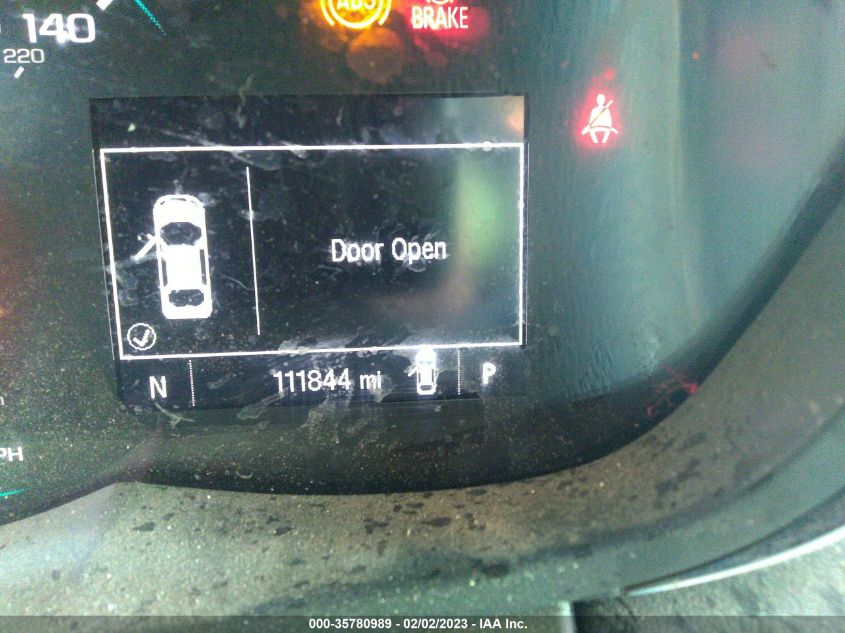 140
220
ABS
BRAKE
Door Open
N 111844 mi P
PH
000-35780989 - 02/02/2023 - IAA Inc.